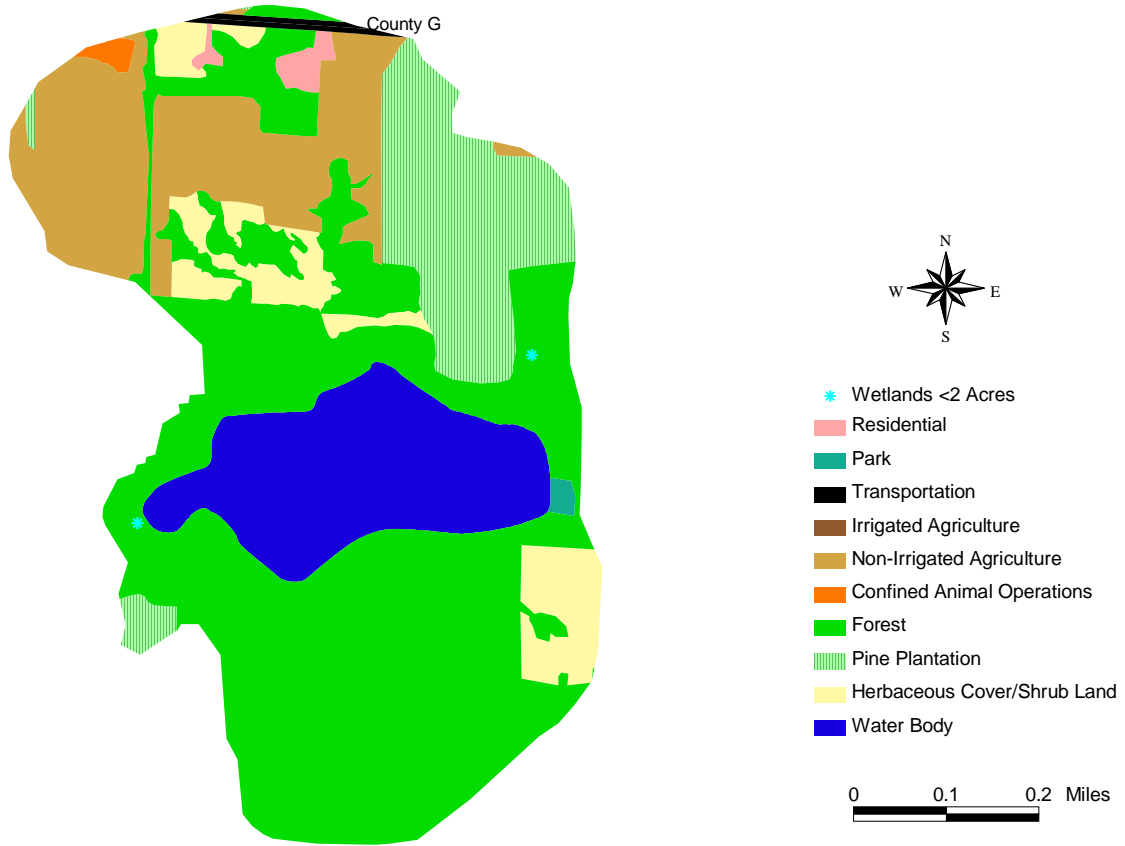 County G
N
W
E
S
Wetlands <2 Acres
Residential
Park
Transportation
Irrigated Agriculture
Non-Irrigated Agriculture
Confined Animal Operations
Forest
Pine Plantation
Herbaceous Cover/Shrub Land
Water Body
0 0.1 0.2 Miles